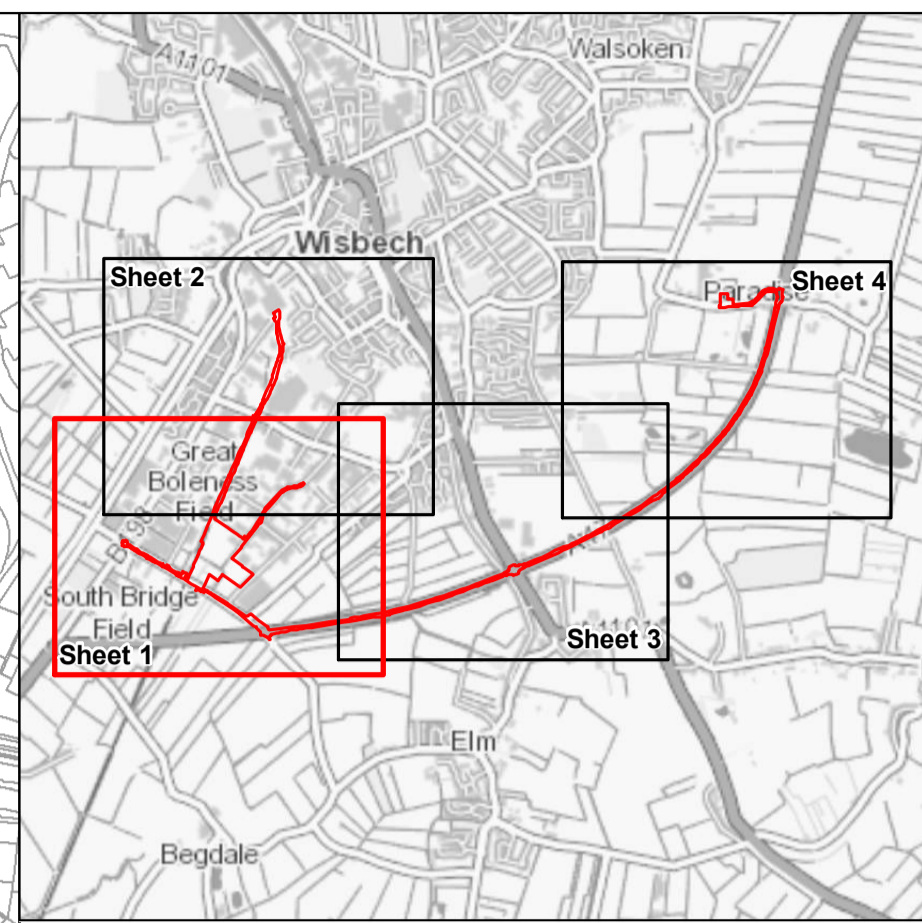 Walsoken
A1101
Wisbech
Sheet 2
Paradise
Sheet 4
Great
Boleness
Field
South Bridge
Field
Sheet 1
Sheet 3
Elm
Begdale